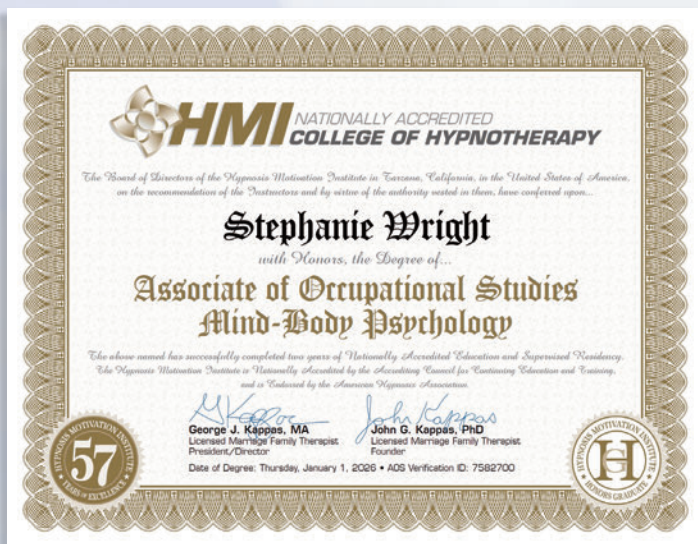 HMI NATIONALLY ACCREDITED
COLLEGE OF HYPNOTHERAPY
The Board of Directors of the Hypnosis Motivation Institute in Tarzana, California, in the United States of America,
on the recommendation of the Instructors and by virtue of the authority vested in them, have conferred upon...
Stephanie Wright
with Honors, the Degree of...
Associate of Occupational Studies
Mind-Body Psychology
The above named has successfully completed two years of Nationally Accredited Education and Supervised Residency.
The Hypnosis Motivation Institute is Nationally Accredited by the Accrediting Council for Continuing Education and Training,
and is Endorsed by the American Hypnosis Association.
George J. Kappas, MA
Licensed Marriage Family Therapist
President/Director
John G. Kappas, PhD
Licensed Marriage Family Therapist
Founder
Date of Degree: Thursday, January 1, 2026 • AOS Verification ID: 7582700
HYPNOSIS MOTIVATION INSTITUTE
57
YEARS OF EXCELLENCE
HYPNOSIS MOTIVATION INSTITUTE
H
HONORS GRADUATE